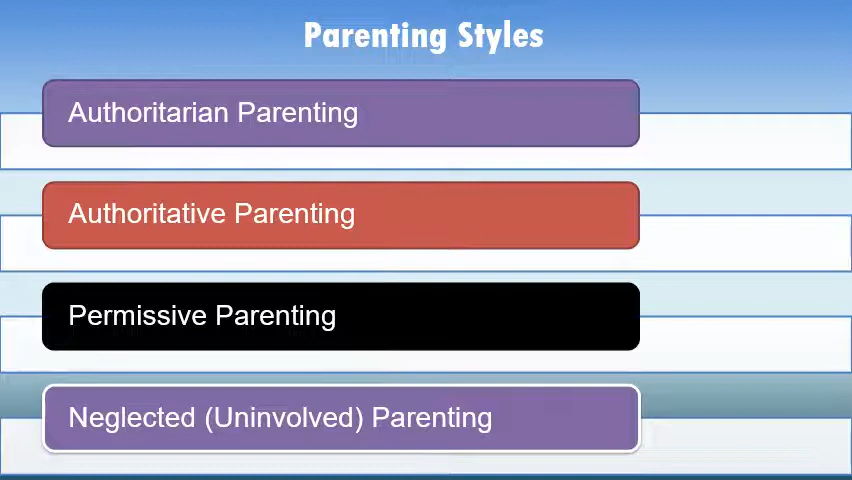 Parenting Styles
Authoritarian Parenting
Authoritative Parenting
Permissive Parenting
Neglected (Uninvolved) Parenting